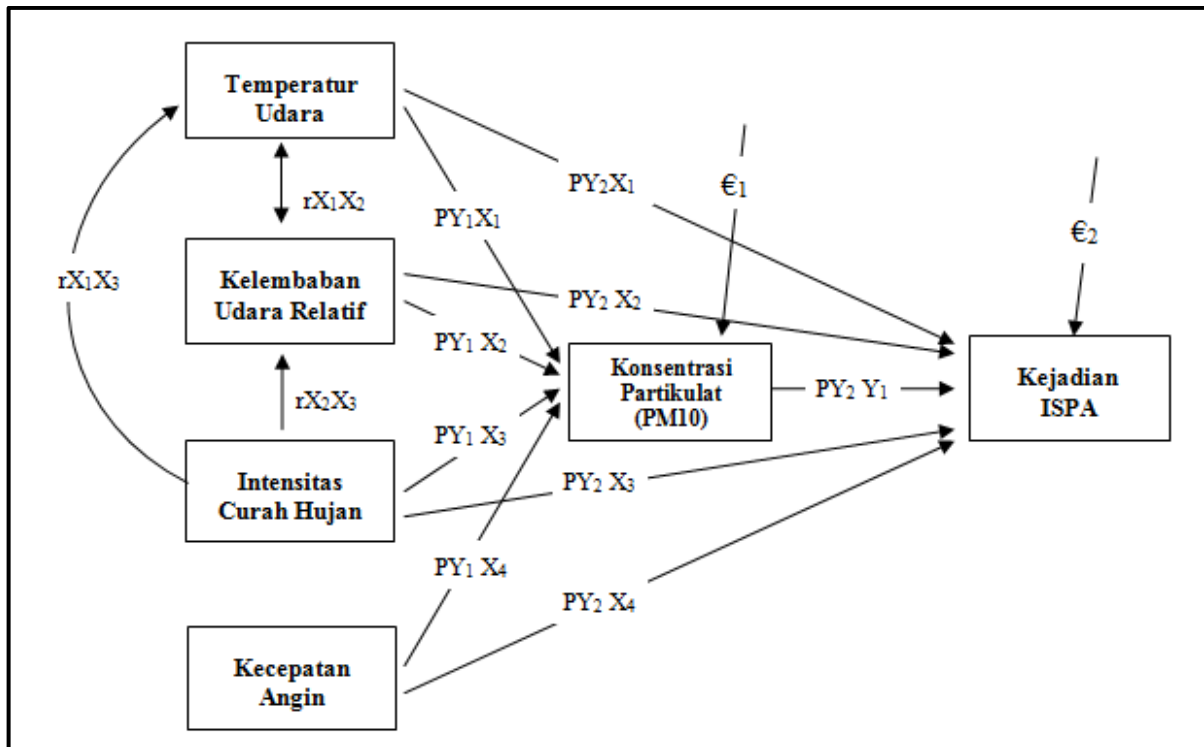 Temperatur
Udara
rX₁X₂
rX₁X₃
Kelembaban
Udara Relatif
rX₂X₃
Intensitas
Curah Hujan
Kecepatan
Angin
PY₁X₁
PY₂X₁
PY₂ X₂
PY₁ X₂
PY₁ X₃
PY₂ X₃
PY₁ X₄
PY₂ X₄
€₁
Konsentrasi
Partikulat
(PM10)
PY₂ Y₁
€₂
Kejadian
ISPA